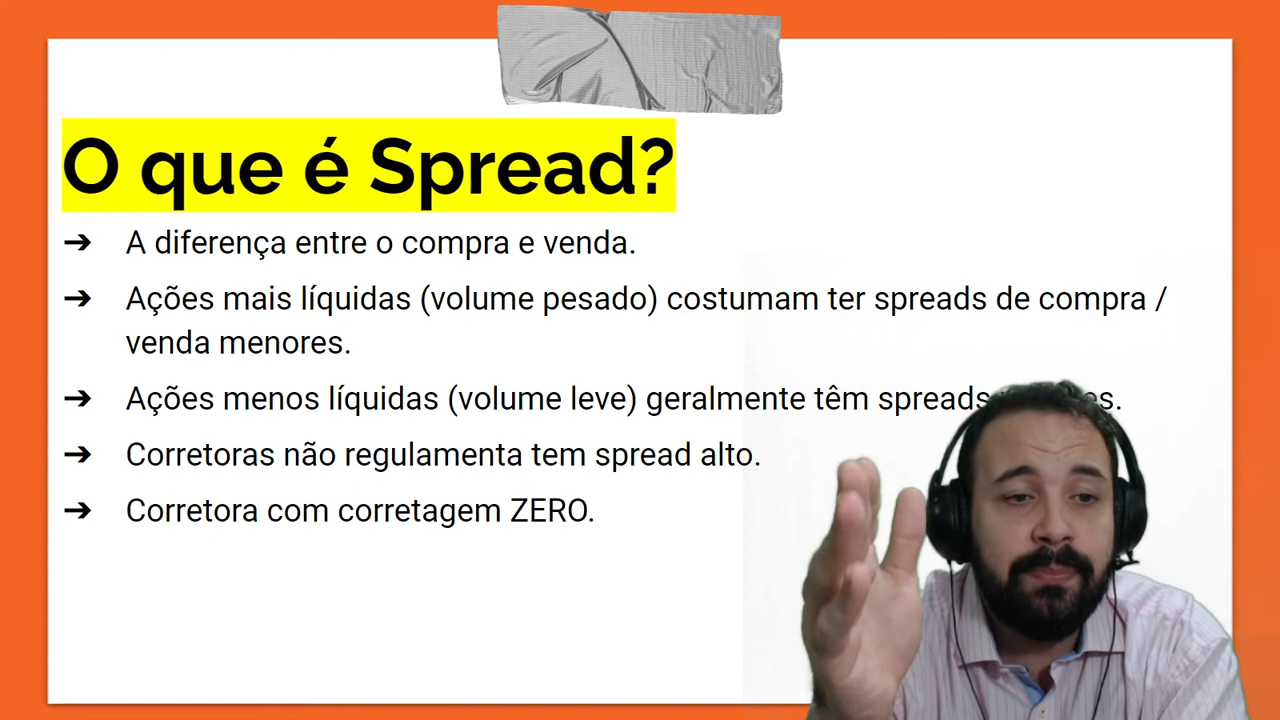 O que é Spread?
➔ A diferença entre o compra e venda.
➔ Ações mais líquidas (volume pesado) costumam ter spreads de compra /
venda menores.
➔ Ações menos líquidas (volume leve) geralmente têm spreads
➔ Corretoras não regulamenta tem spread alto.
➔ Corretora com corretagem ZERO.